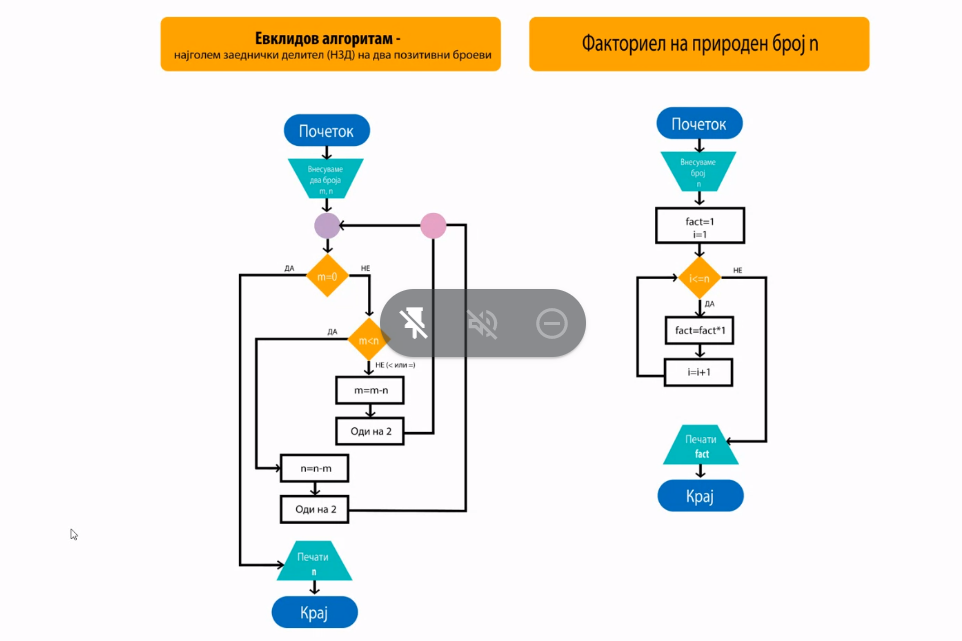 Евклидов алгоритам -
најголем заеднички делител (НЗД) на два позитивни броеви
Почеток
Внесуваме
два броја
m, n
m=0
ДА
НЕ
m<n
ДА
НЕ (< или =)
m=m-n
Оди на 2
n=n-m
Оди на 2
Печати
n
Крај
Факториел на природен број n
Почеток
Внесуваме
број
n
fact=1
i=1
i<=n
НЕ
ДА
fact=fact*1
i=i+1
Печати
fact
Крај